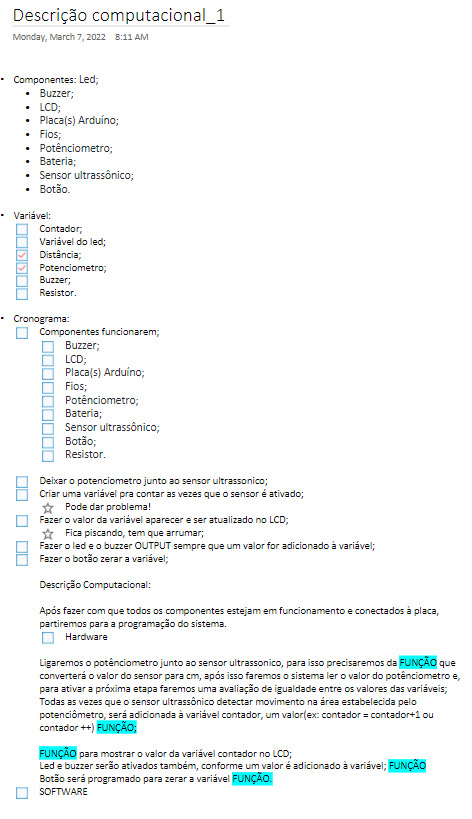 Descrição computacional_1
Monday, March 7, 2022 8:11 AM
Componentes: Led;
Buzzer;
LCD;
Placa(s) Arduíno;
Fios;
Potênciometro;
Bateria;
Sensor ultrassônico;
Botão.
Variável:
Contador;
Variável do led;
Distância;
Potenciometro;
Buzzer;
Resistor.
Cronograma:
Componentes funcionarem;
Buzzer;
LCD;
Placa(s) Arduíno;
Fios;
Potênciometro;
Bateria;
Sensor ultrassônico;
Botão;
Resistor.
Deixar o potenciometro junto ao sensor ultrassonico;
Criar uma variável pra contar as vezes que o sensor é ativado;
Pode dar problema!
Fazer o valor da variável aparecer e ser atualizado no LCD;
Fica piscando, tem que arrumar;
Fazer o led e o buzzer OUTPUT sempre que um valor for adicionado à variável;
Fazer o botão zerar a variável;
Descrição Computacional:
Após fazer com que todos os componentes estejam em funcionamento e conectados à placa,
partiremos para a programação do sistema.
Hardware
Ligaremos o potênciometro junto ao sensor ultrassonico, para isso precisaremos da FUNÇÃO que
converterá o valor do sensor para cm, após isso faremos o sistema ler o valor do potênciometro e,
para ativar a próxima etapa faremos uma avaliação de igualdade entre os valores das variáveis;
Todas as vezes que o sensor ultrassônico detectar movimento na área estabelecida pelo
potenciômetro, será adicionada à variável contador, um valor(ex: contador = contador+1 ou
contador ++) FUNÇÃO;
FUNÇÃO para mostrar o valor da variável contador no LCD;
Led e buzzer serão ativados também, conforme um valor é adicionado à variável; FUNÇÃO
Botão será programado para zerar a variável FUNÇÃO.
SOFTWARE